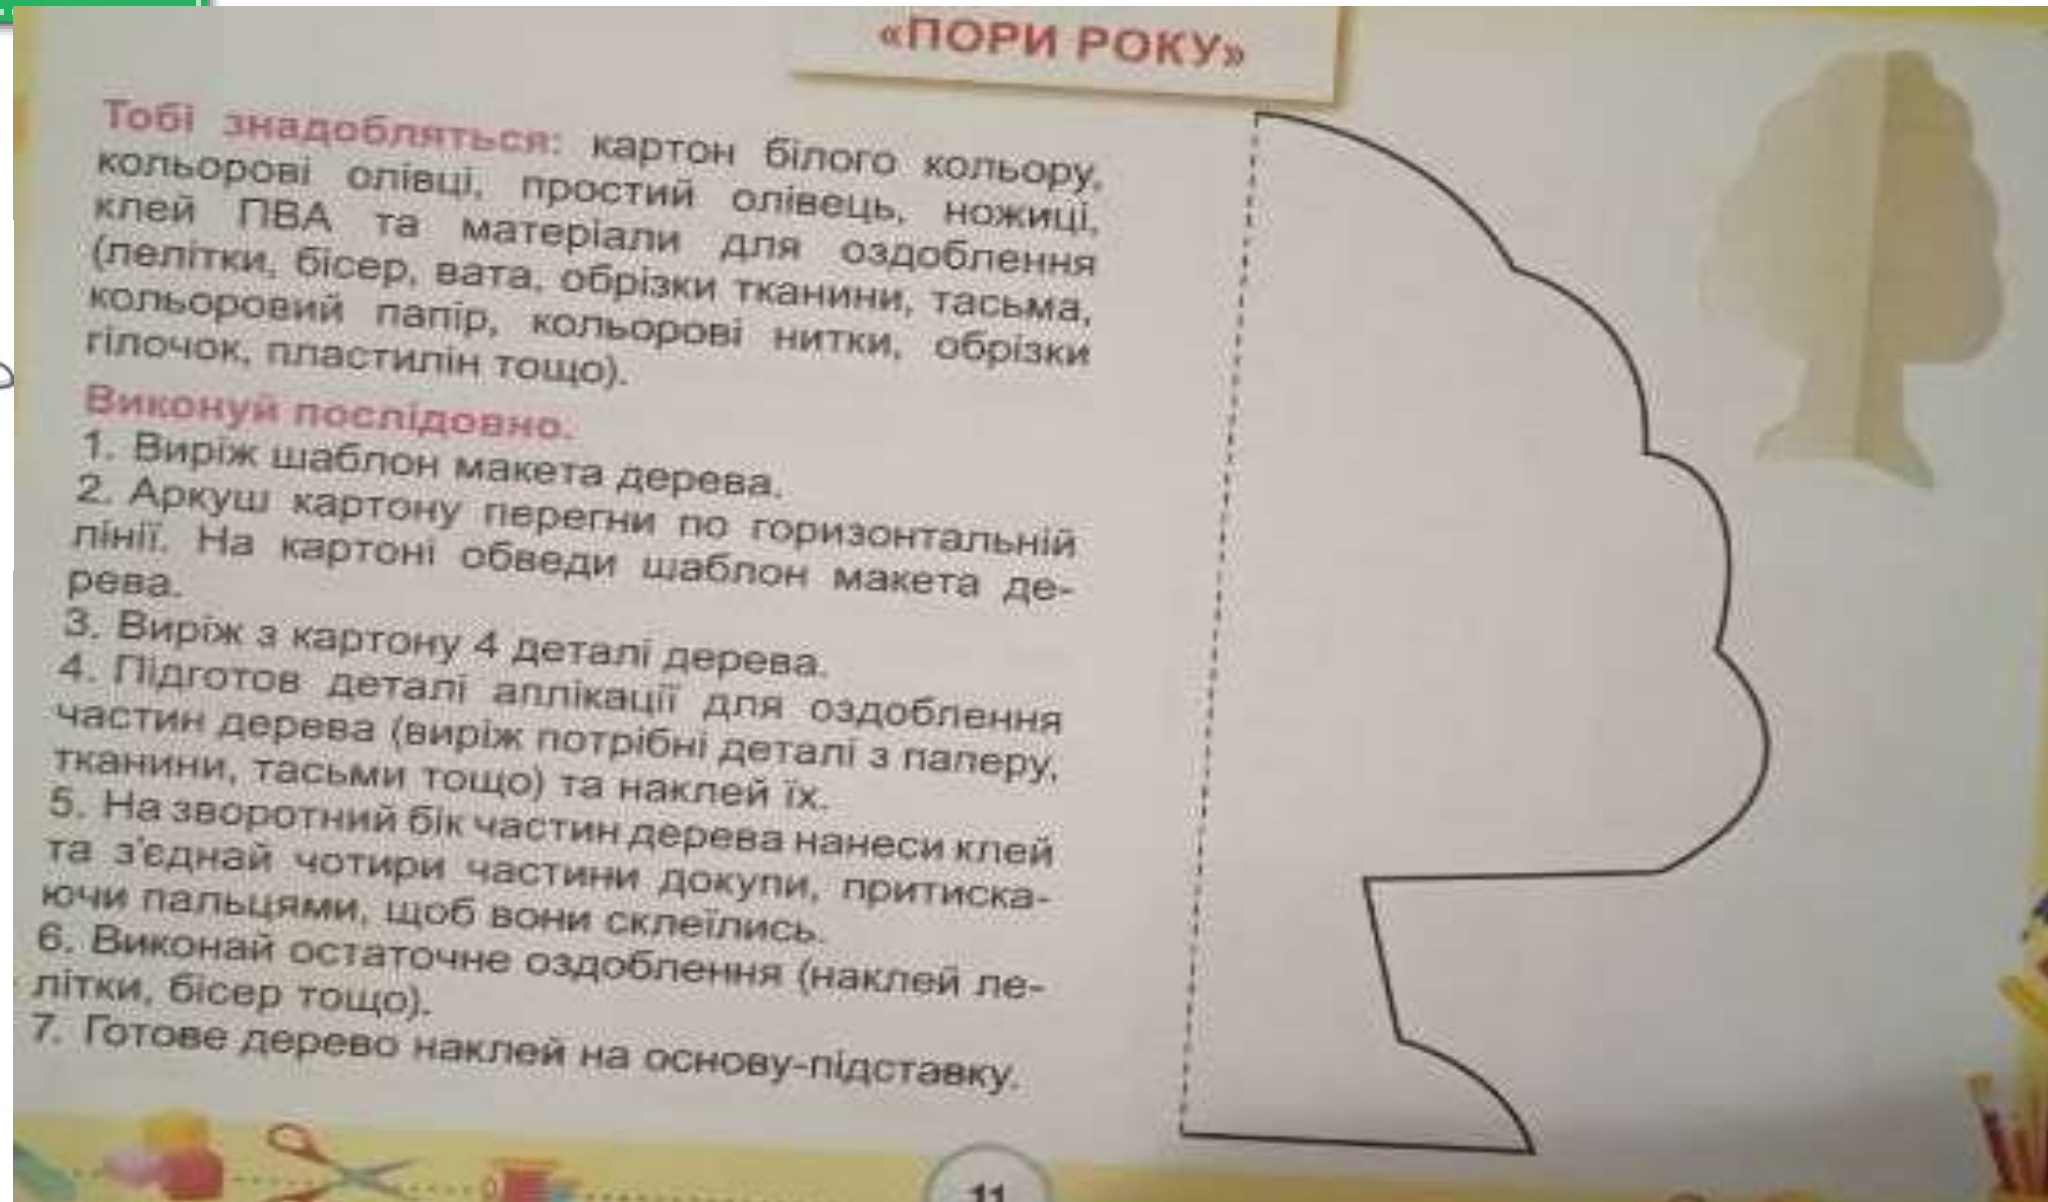 «ПОРИ РОКУ»
Тобі знадобляться: картон білого кольору,
кольорові олівці, простий олівець, ножиці,
клей ПВА та матеріали для оздоблення
(лелітки, бісер, вата, обрізки тканини, тасьма,
кольоровий папір, кольорові нитки, обрізки
гілочок, пластилін тощо).
Виконуй послідовно.
1. Виріж шаблон макета дерева.
2. Аркуш картону перегни по горизонтальній
лінії. На картоні обведи шаблон макета де-
рева.
3. Виріж з картону 4 деталі дерева.
4. Підготов деталі аплікації для оздоблення
частин дерева (виріж потрібні деталі з паперу,
тканини, тасьми тощо) та наклей їх.
5. На зворотний бік частин дерева нанеси клей
та з'єднай чотири частини докупи, притиска-
ючи пальцями, щоб вони склеїлись.
6. Виконай остаточне оздоблення (наклей ле-
літки, бісер тощо).
7. Готове дерево наклей на основу-підставку.
11